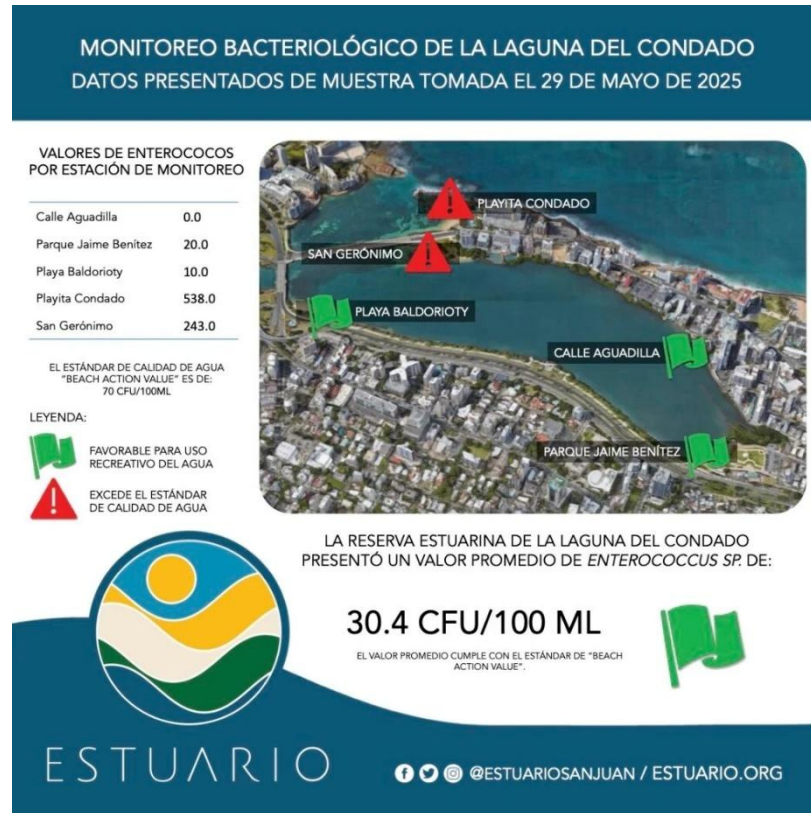 MONITOREO BACTERIOLÓGICO DE LA LAGUNA DEL CONDADO
DATOS PRESENTADOS DE MUESTRA TOMADA EL 29 DE MAYO DE 2025
VALORES DE ENTEROCOCOS
POR ESTACIÓN DE MONITOREO
Calle Aguadilla 0.0
Parque Jaime Benítez 20.0
Playa Baldorioty 10.0
Playita Condado 538.0
San Gerónimo 243.0
EL ESTÁNDAR DE CALIDAD DE AGUA
"BEACH ACTION VALUE" ES DE:
70 CFU/100ML
LEYENDA:
FAVORABLE PARA USO
RECREATIVO DEL AGUA
EXCEDE EL ESTÁNDAR
DE CALIDAD DE AGUA
PLAYITA CONDADO
SAN GERÓNIMO
PLAYA BALDORIOTY
CALLE AGUADILLA
PARQUE JAIME BENÍTEZ
LA RESERVA ESTUARINA DE LA LAGUNA DEL CONDADO
PRESENTÓ UN VALOR PROMEDIO DE ENTEROCOCCUS SP. DE:
30.4 CFU/100 ML
EL VALOR PROMEDIO CUMPLE CON EL ESTÁNDAR DE "BEACH
ACTION VALUE".
ESTUARIO
@ESTUARIOSANJUAN / ESTUARIO.ORG